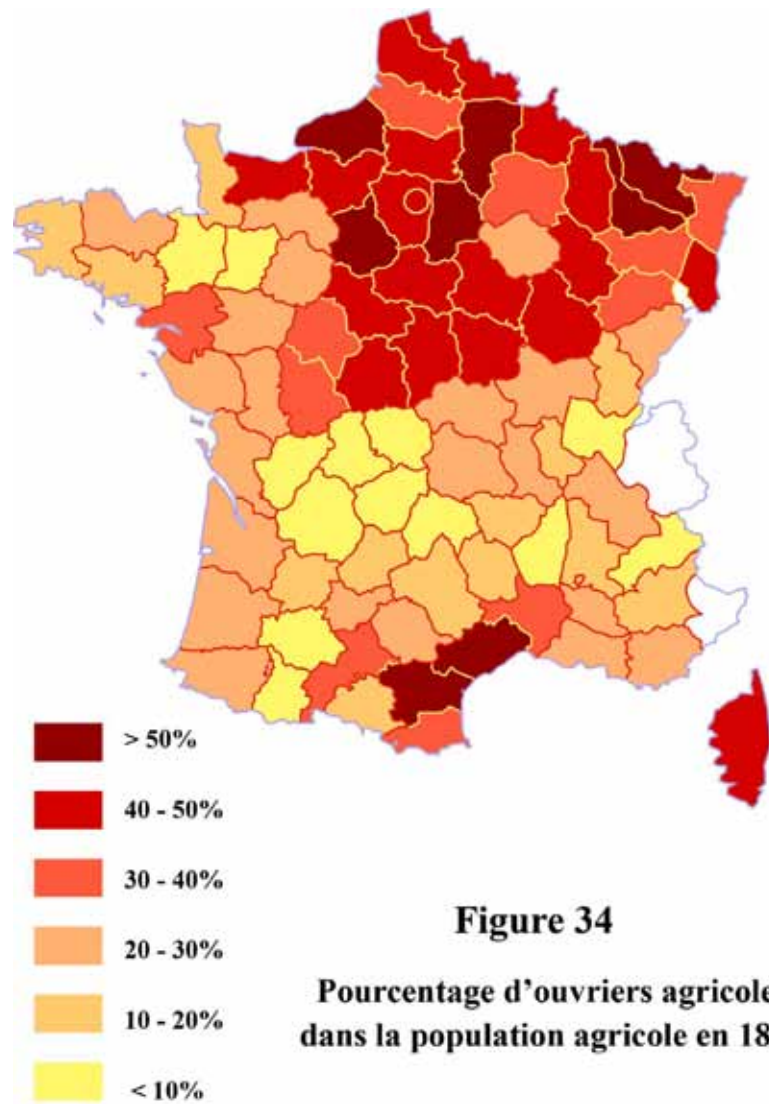 > 50%
40 - 50%
30 - 40%
20 - 30%
10 - 20%
< 10%
Figure 34
Pourcentage d'ouvriers agricole
dans la population agricole en 18